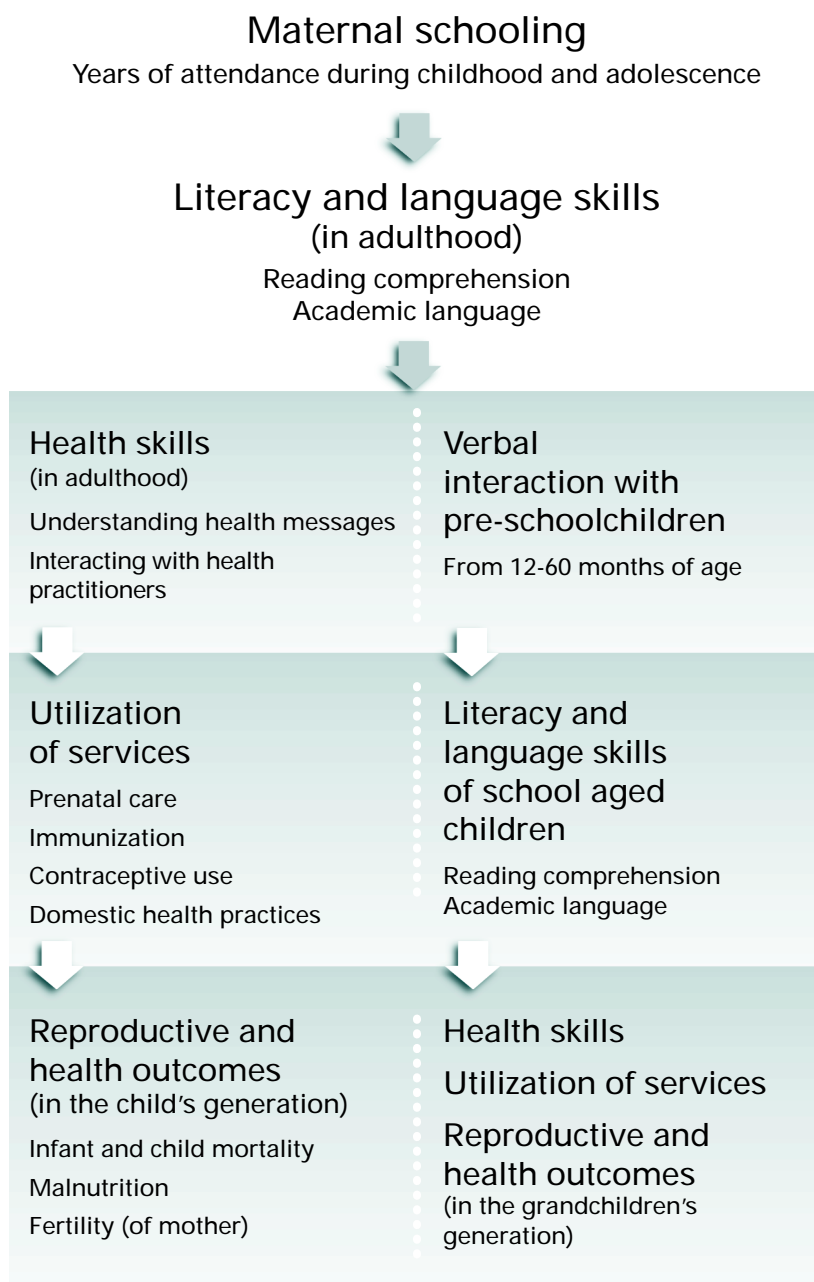 Maternal schooling
Years of attendance during childhood and adolescence
Literacy and language skills
(in adulthood)
Reading comprehension
Academic language
Health skills
(in adulthood)
Understanding health messages
Interacting with health
practitioners
Verbal
interaction with
pre-schoolchildren
From 12-60 months of age
Utilization
of services
Prenatal care
Immunization
Contraceptive use
Domestic health practices
Literacy and
language skills
of school aged
children
Reading comprehension
Academic language
Reproductive and
health outcomes
(in the child's generation)
Infant and child mortality
Malnutrition
Fertility (of mother)
Health skills
Utilization of services
Reproductive and
health outcomes
(in the grandchildren's
generation)